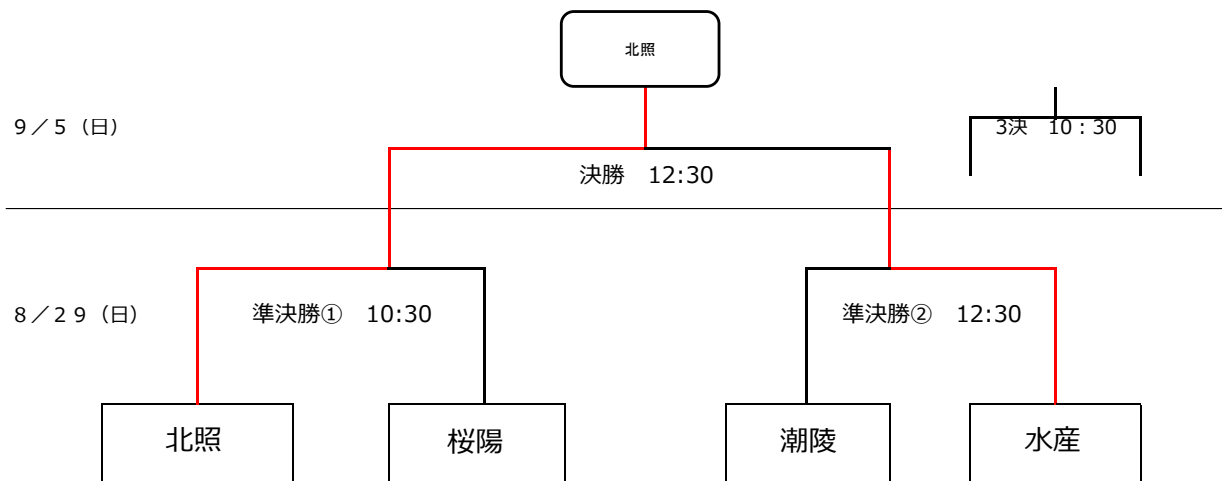 北照
9／5（日）
3決　10：30
決勝　12:30
8／29（日）
準決勝①　10:30
準決勝②　12:30
北照
桜陽
潮陵
水産